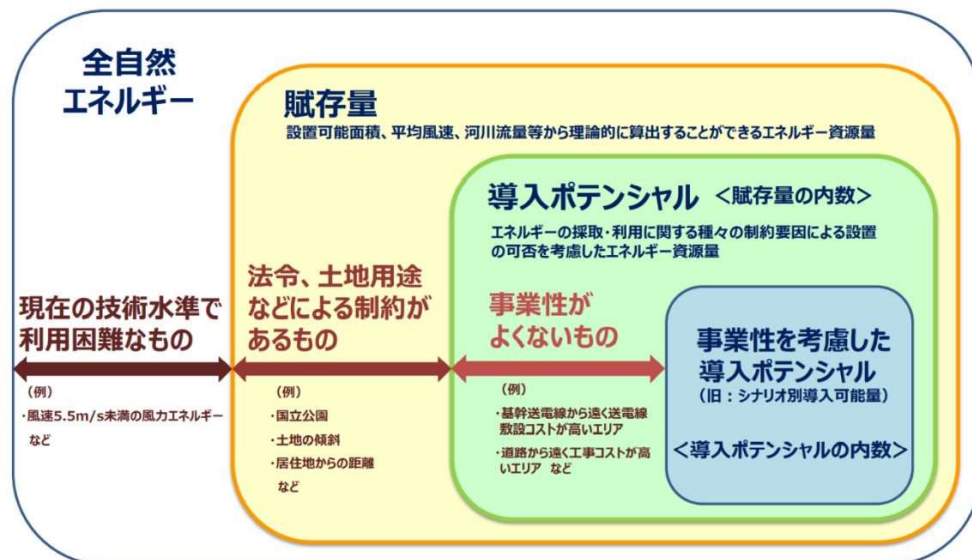 全自然
エネルギー
賦存量
設置可能面積、平均風速、河川流量等から理論的に算出することができるエネルギー資源量
導入ポテンシャル <賦存量の内数>
エネルギーの採取・利用に関する種々の制約要因による設置
の可否を考慮したエネルギー資源量
現在の技術水準で
利用困難なもの
(例)
・風速5.5m/s未満の風力エネルギー
など
法令、土地用途
などによる制約が
あるもの
(例)
・国立公園
・土地の傾斜
・居住地からの距離
など
事業性が
よくないもの
(例)
・基幹送電線から遠く送電線
敷設コストが高いエリア
・道路から遠く工事コストが高
いエリア など
事業性を考慮した
導入ポテンシャル
(旧：シナリオ別導入可能量)
<導入ポテンシャルの内数>